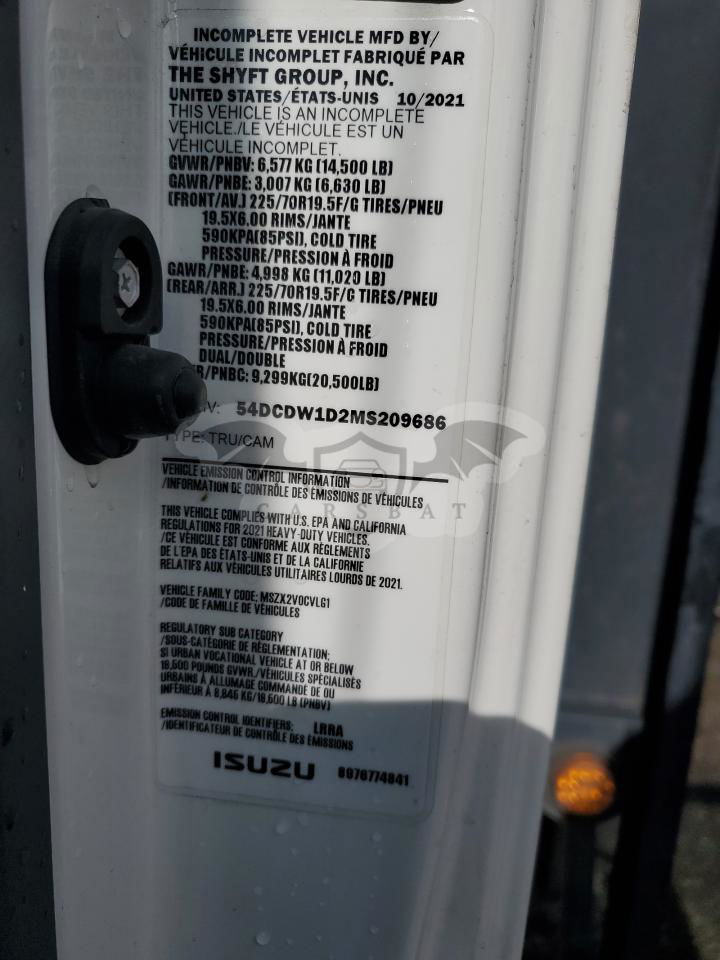 INCOMPLETE VEHICLE MFD BY/
VÉHICULE INCOMPLET FABRIQUÉ PAR
THE SHYFT GROUP, INC.
UNITED STATES/ÉTATS-UNIS 10/2021
THIS VEHICLE IS AN INCOMPLETE
VEHICLE./LE VÉHICULE EST UN
VÉHICULE INCOMPLET.
GVWR/PNBV: 6,577 KG (14,500 LB)
GAWR/PNBE: 3,007 KG (6,630 LB)
(FRONT/AV.) 225/70R19.5F/G TIRES/PNEU
19.5X6.00 RIMS/JANTE
590KPA(85PSI), COLD TIRE
PRESSURE/PRESSION À FROID
GAWR/PNBE: 4,998 KG (11,020 LB)
(REAR/ARR.) 225/70R19.5F/G TIRES/PNEU
19.5X6.00 RIMS/JANTE
590KPA(85PSI), COLD TIRE
PRESSURE/PRESSION À FROID
DUAL/DOUBLE
R/PNBC: 9,299KG(20,500LB)
54DCDW1D2MS209686
TYPE: TRU/CAM
VEHICLE EMISSION CONTROL INFORMATION
/INFORMATION DE CONTRÔLE DES ÉMISSIONS DE VÉHICULES
CARSBAT
THIS VEHICLE COMPLIES WITH U.S. EPA AND CALIFORNIA
REGULATIONS FOR 2021 HEAVY-DUTY VEHICLES.
/CE VÉHICULE EST CONFORME AUX RÈGLEMENTS
DE L'EPA DES ÉTATS-UNIS ET DE LA CALIFORNIE
RELATIFS AUX VÉHICULES UTILITAIRES LOURDS DE 2021.
VEHICLE FAMILY CODE: MSZX2VOCVLG1
/CODE DE FAMILLE DE VÉHICULES
REGULATORY SUB CATEGORY
/SOUS-CATÉGORIE DE RÉGLEMENTATION:
SI URBAN VOCATIONAL VEHICLE AT OR BELOW
19,500 POUNDS GVWR/VÉHICULES SPÉCIALISÉS
URBAINS À ALLUMAGE COMMANDÉ DE OU
INFÉRIEUR À 8,845 KG/19,500 LB (PNBV)
EMISSION CONTROL IDENTIFIERS: LRRA
/IDENTIFICATEUR DE CONTRÔLE DES ÉMISSIONS
ISUZU 8976774841